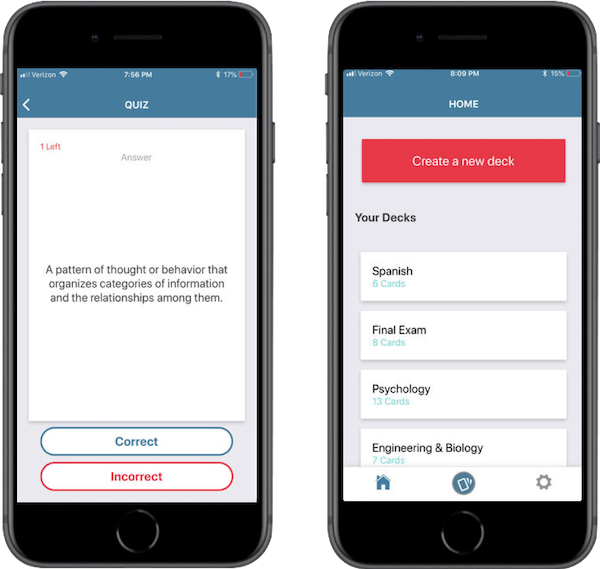 Verizon 7:56 PM 17%
QUIZ
1 Left
Answer
A pattern of thought or behavior that
organizes categories of information
and the relationships among them.
Correct
Incorrect
Verizon 8:09 PM 15%
HOME
Create a new deck
Your Decks
Spanish
6 Cards
Final Exam
8 Cards
Psychology
13 Cards
Engineering & Biology
7 Cards